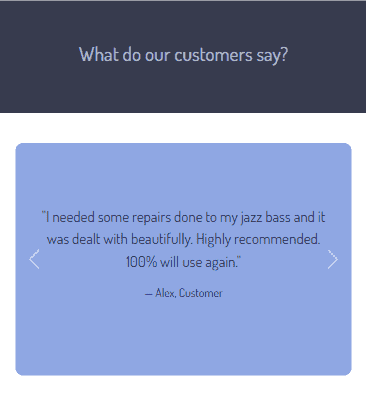 What do our customers say?
"I needed some repairs done to my jazz bass and it
was dealt with beautifully. Highly recommended.
100% will use again."
— Alex, Customer